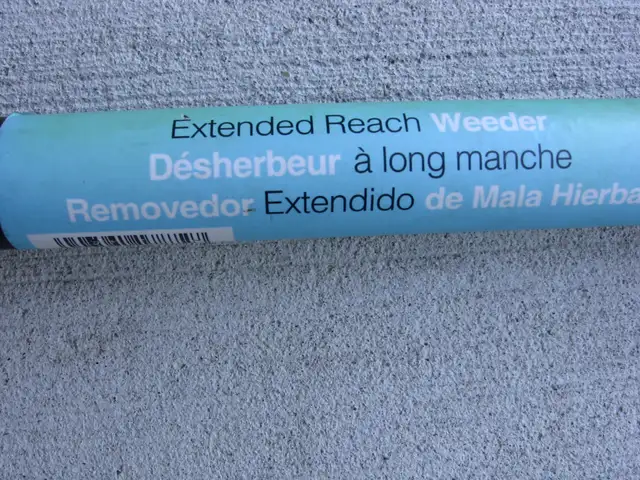 Extended Reach Weeder
Désherbeur à long manche
Removedor Extendido de Mala Hierba